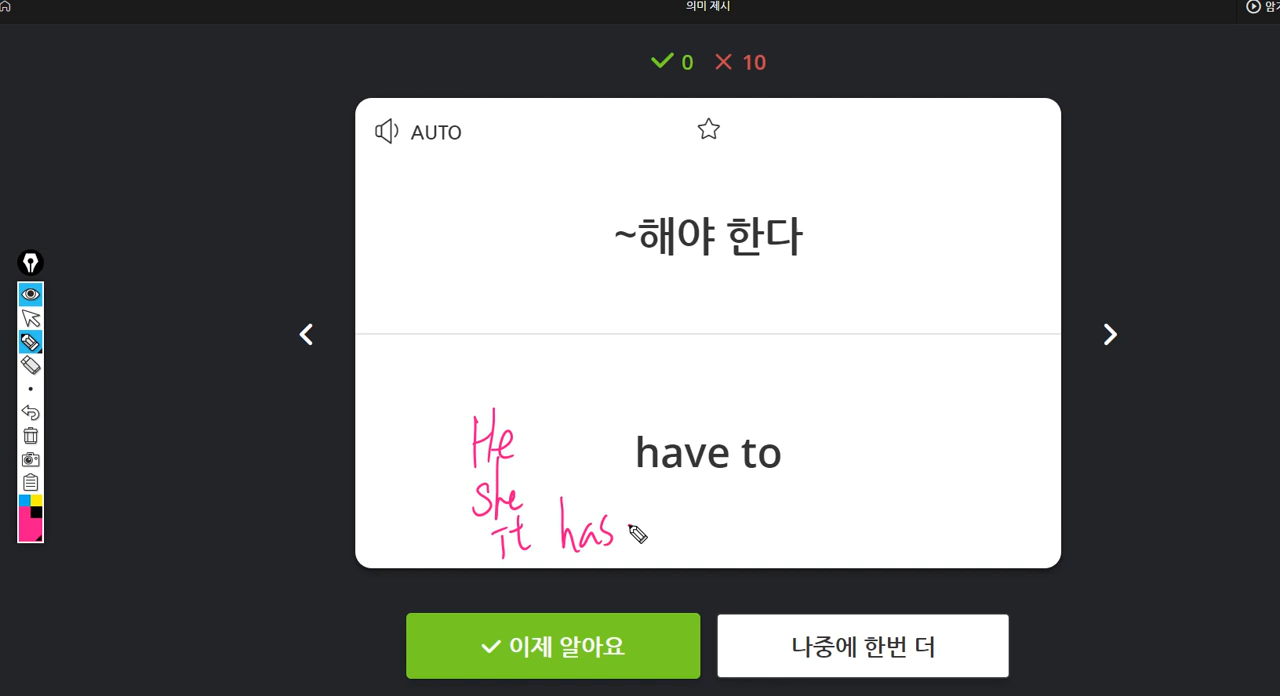 의미 제시
✓ 0 ✕ 10
AUTO
~해야 한다
have to
He
she
It has
이제 알아요
나중에 한번 더